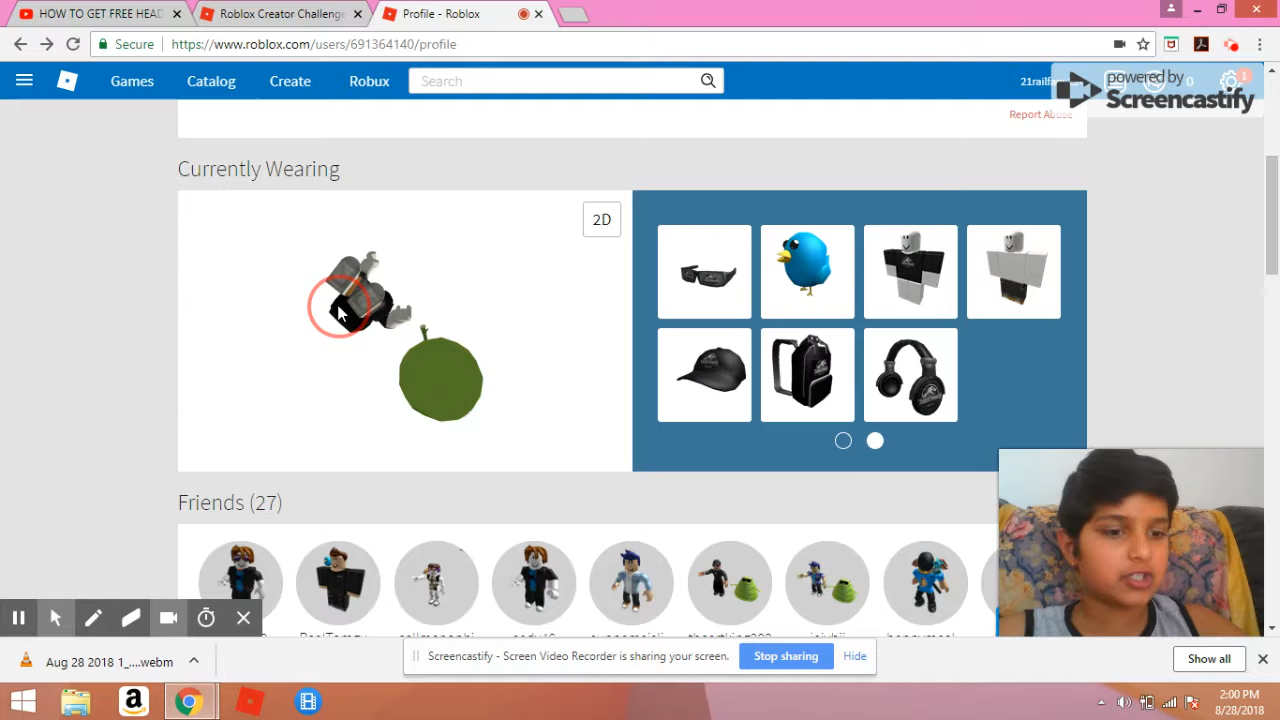 HOW TO GET FREE HEAD
Roblox Creator Challenge
Profile - Roblox
Secure
https://www.roblox.com/users/691364140/profile
Games
Catalog
Create
Robux
Search
0
1
powered by
Screencastify
Report Abuse
Currently Wearing
2D
Friends (27)
Screencastify - Screen Video Recorder is sharing your screen.
Stop sharing
Hide
Aug 28 2018 1_....webm
Show all
2:00 PM
8/28/2018